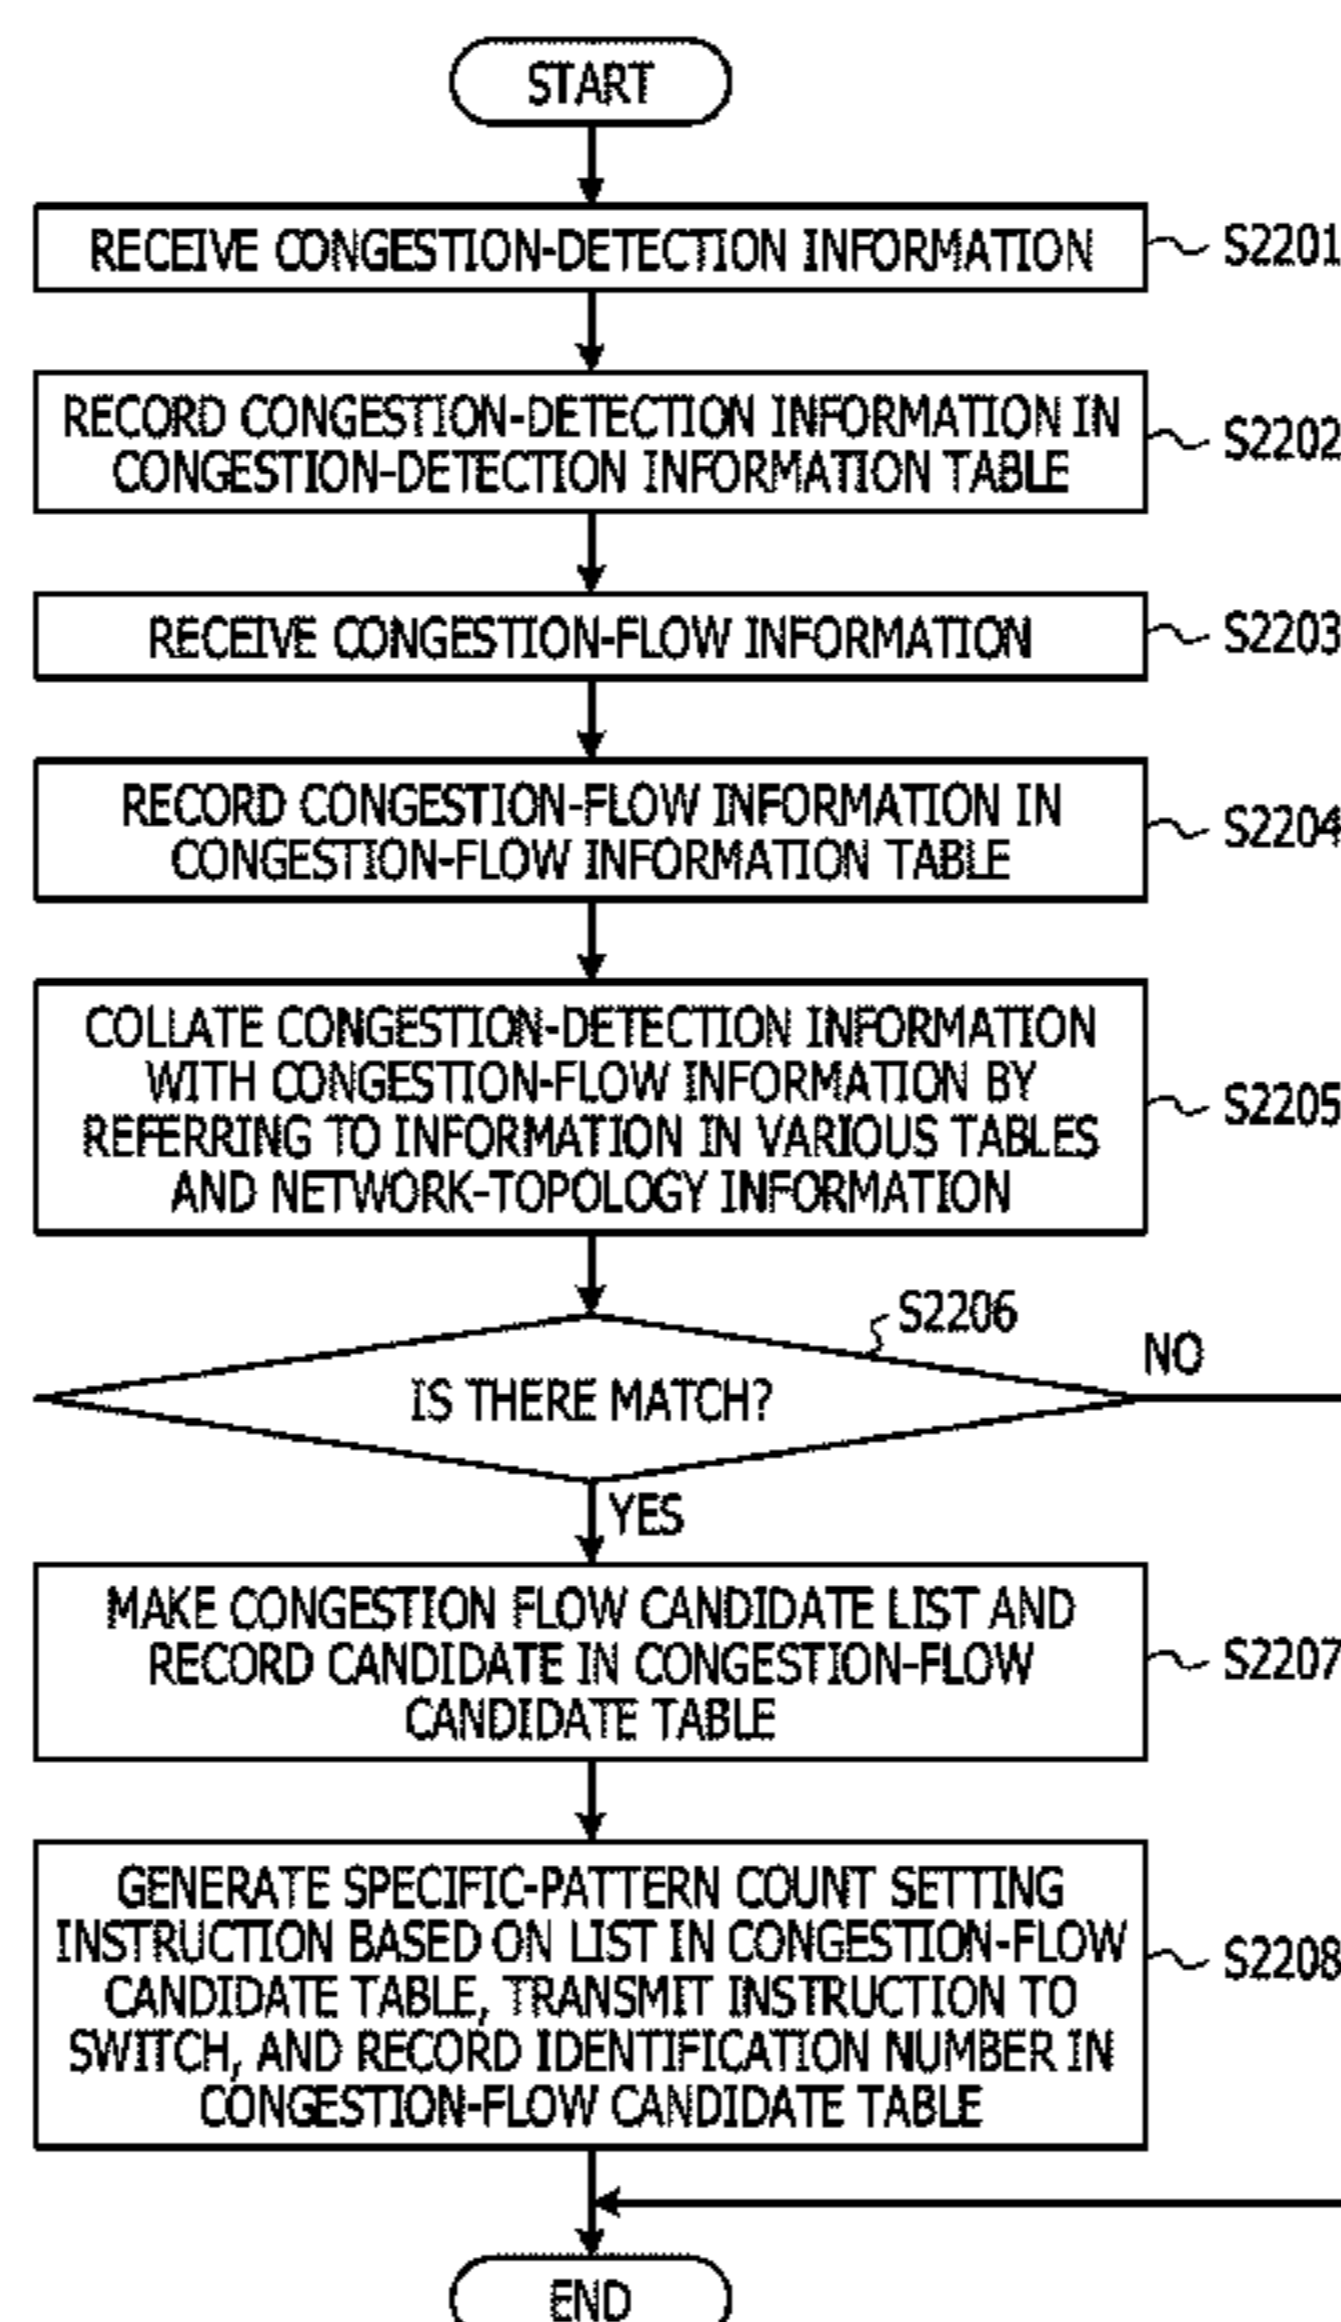 START
RECEIVE CONGESTION-DETECTION INFORMATION
S2201
RECORD CONGESTION-DETECTION INFORMATION IN
CONGESTION-DETECTION INFORMATION TABLE
S2202
RECEIVE CONGESTION-FLOW INFORMATION
S2203
RECORD CONGESTION-FLOW INFORMATION IN
CONGESTION-FLOW INFORMATION TABLE
S2204
COLLATE CONGESTION-DETECTION INFORMATION
WITH CONGESTION-FLOW INFORMATION BY
REFERRING TO INFORMATION IN VARIOUS TABLES
AND NETWORK-TOPOLOGY INFORMATION
S2205
S2206
IS THERE MATCH?
NO
YES
MAKE CONGESTION FLOW CANDIDATE LIST AND
RECORD CANDIDATE IN CONGESTION-FLOW
CANDIDATE TABLE
S2207
GENERATE SPECIFIC-PATTERN COUNT SETTING
INSTRUCTION BASED ON LIST IN CONGESTION-FLOW
CANDIDATE TABLE, TRANSMIT INSTRUCTION TO
SWITCH, AND RECORD IDENTIFICATION NUMBER IN
CONGESTION-FLOW CANDIDATE TABLE
S2208
END